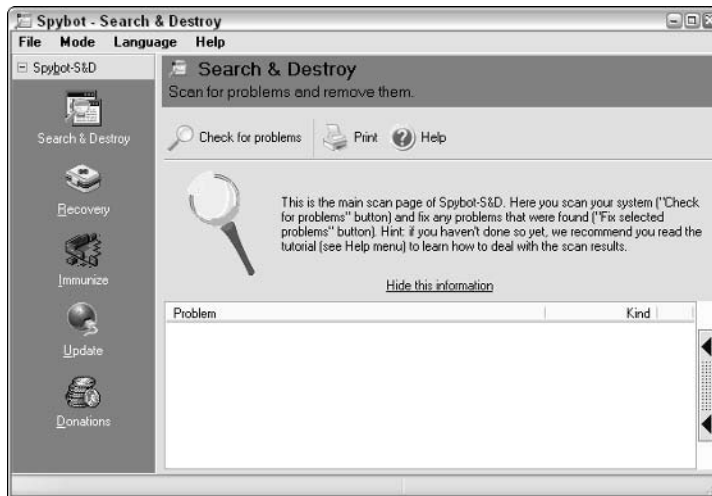 Spybot - Search & Destroy
File Mode Language Help
Spybot-S&D
Search & Destroy
Recovery
Immunize
Update
Donations
Search & Destroy
Scan for problems and remove them.
Check for problems Print Help
This is the main scan page of Spybot-S&D. Here you scan your system ("Check
for problems" button) and fix any problems that were found ("Fix selected
problems" button). Hint: if you haven't done so yet, we recommend you read the
tutorial (see Help menu) to learn how to deal with the scan results.
Hide this information
Problem Kind